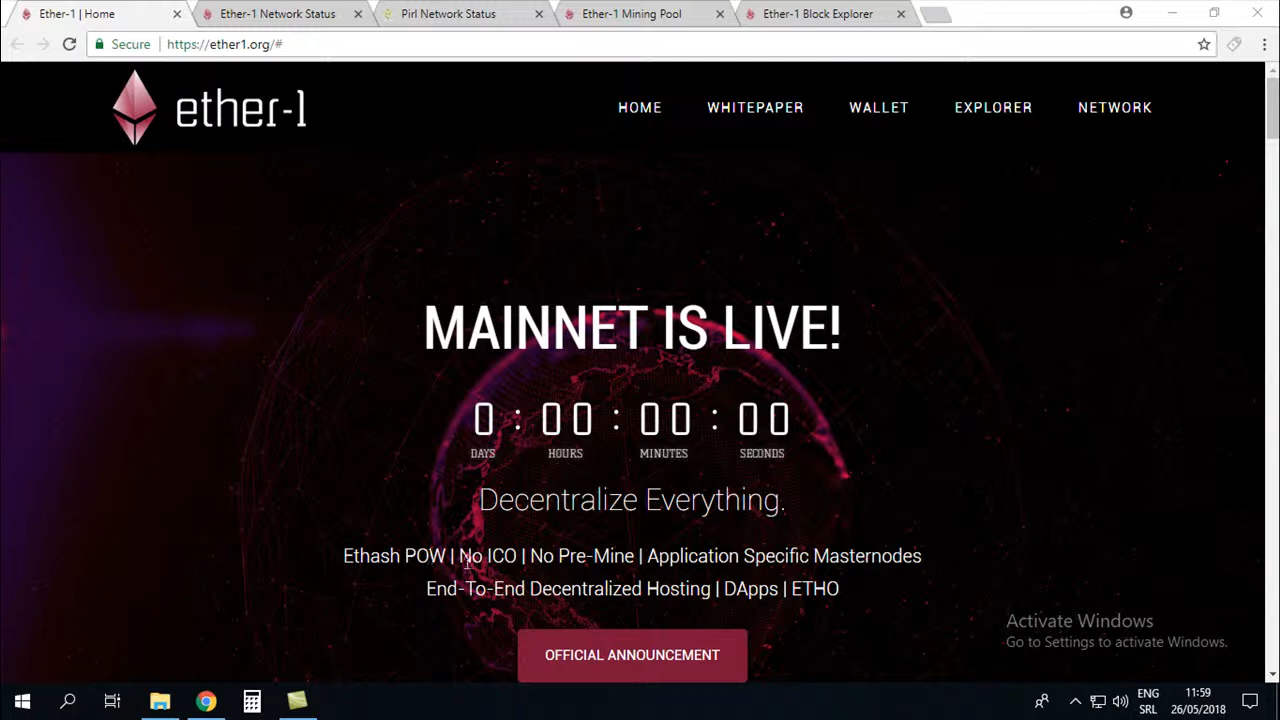 Ether-1 | Home
Ether-1 Network Status
Pirl Network Status
Ether-1 Mining Pool
Ether-1 Block Explorer
Secure
https://ether1.org/#
ether-1
HOME
WHITEPAPER
WALLET
EXPLORER
NETWORK
MAINNET IS LIVE!
0 : 00 : 00 : 00
DAYS HOURS MINUTES SECONDS
Decentralize Everything.
Ethash POW | No ICO | No Pre-Mine | Application Specific Masternodes
End-To-End Decentralized Hosting | DApps | ETHO
OFFICIAL ANNOUNCEMENT
Activate Windows
Go to Settings to activate Windows.
ENG
SRL
11:59
26/05/2018